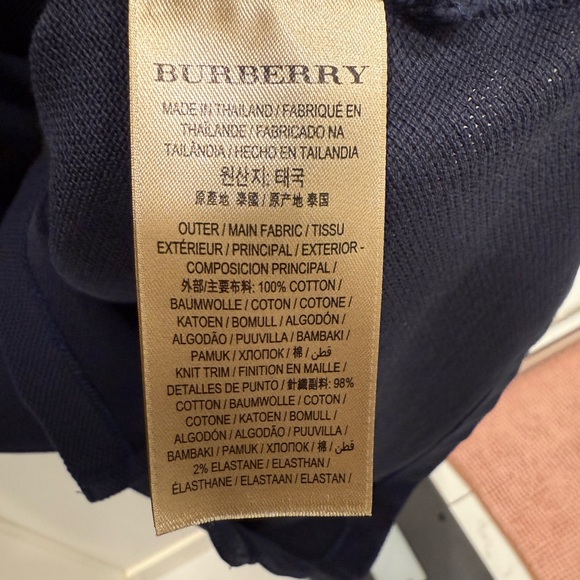 BURBERRY
MADE IN THAILAND / FABRIQUÉ EN
THAÏLANDE / FABRICADO NA
TAILÂNDIA / HECHO EN TAILANDIA
원산지: 태국
原產地 泰國 / 原产地 泰国
OUTER / MAIN FABRIC / TISSU
EXTÉRIEUR / PRINCIPAL / EXTERIOR -
COMPOSICION PRINCIPAL /
外部/主要布料: 100% COTTON /
BAUMWOLLE / COTON / COTONE /
KATOEN / BOMULL / ALGODÓN /
ALGODÃO / PUUVILLA / BAMBAKI /
PAMUK / ХЛОПОК / 棉 / قطن /
KNIT TRIM / FINITION EN MAILLE /
DETALLES DE PUNTO / 針織副料: 98%
COTTON / BAUMWOLLE / COTON /
COTONE / KATOEN / BOMULL /
ALGODÓN / ALGODÃO / PUUVILLA /
BAMBAKI / PAMUK / ХЛОПОК / 棉 / قطن /
2% ELASTANE / ELASTHAN /
ÉLASTHANE / ELASTAAN / ELASTAN /